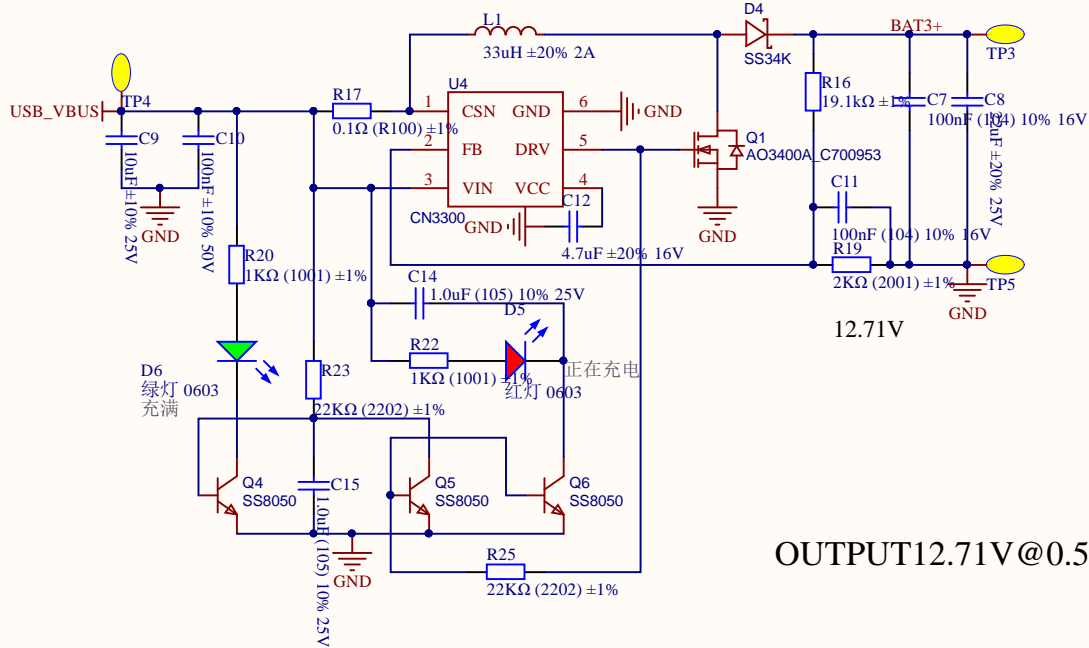 D4
L1
BAT3+
33uH ±20% 2A
SS34K
TP3
TP4
U4
R17
R16
USB_VBUS
1
CSN
GND
6
GND
19.1kΩ ±1%
C7
C8
0.1Ω (R100) ±1%
100nF (104) 10% 16V
C9
C10
2
FB
DRV
5
Q1
AO3400A_C700953
10uF ±10% 25V
100nF ±10% 50V
±20% 25V
3
VIN
VCC
4
C11
CN3300
GND
C12
GND
GND
100nF (104) 10% 16V
4.7uF ±20% 16V
R19
R20
1KΩ (1001) ±1%
C14
2KΩ (2001) ±1%
TP5
1.0uF (105) 10% 25V
GND
D5
12.71V
R22
D6
R23
1KΩ (1001) ±1%
正在充电
绿灯 0603
红灯 0603
充满
22KΩ (2202) ±1%
Q4
SS8050
C15
Q5
SS8050
Q6
SS8050
1.0uF (105) 10% 25V
R25
GND
22KΩ (2202) ±1%
OUTPUT12.71V@0.5